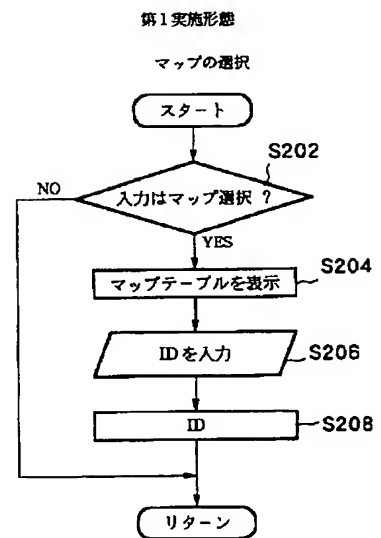 第1実施形態
マップの選択
スタート
S202
NO
入力はマップ選択 ?
YES
マップテーブルを表示
S204
IDを入力
S206
ID
S208
リターン